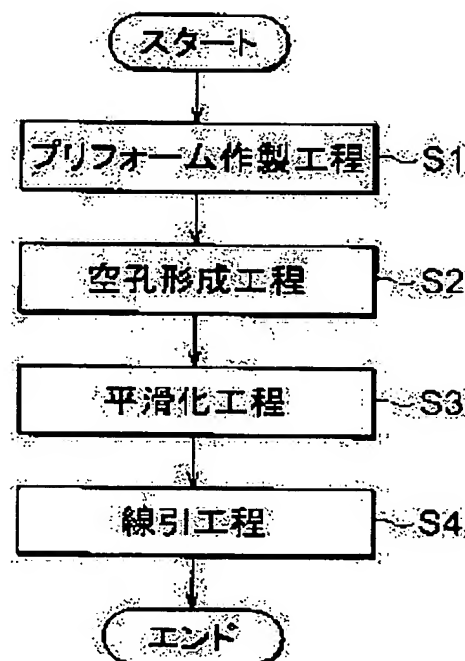 スタート
プリフォーム作製工程 S1
空孔形成工程 S2
平滑化工程 S3
線引工程 S4
エンド